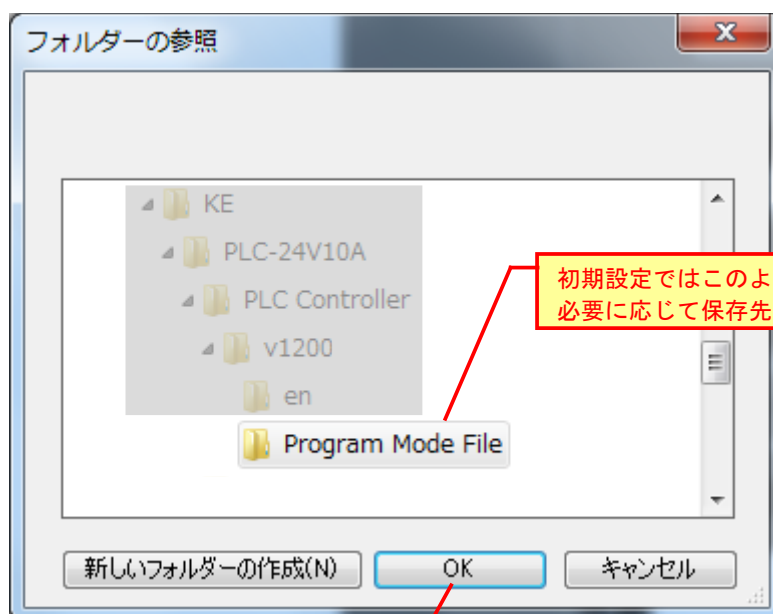 フォルダーの参照
KE
PLC-24V10A
PLC Controller
v1200
en
Program Mode File
初期設定ではこのよ
必要に応じて保存先
新しいフォルダーの作成(N)
OK
キャンセル